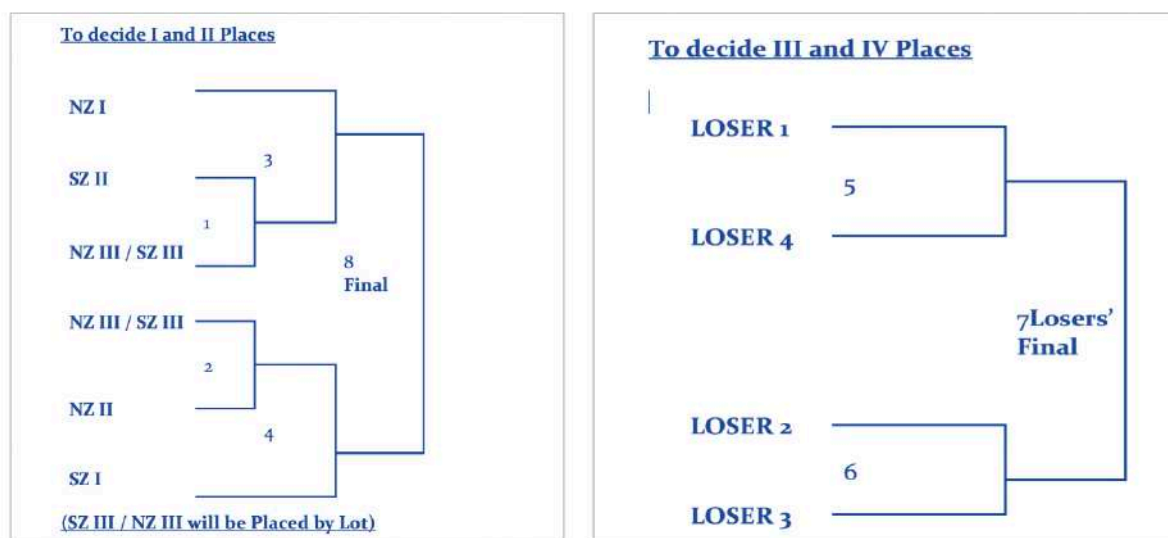 To decide I and II Places
NZ I
3
SZ II
1
NZ III / SZ III
8
Final
NZ III / SZ III
2
NZ II
4
SZ I
(SZ III / NZ III will be Placed by Lot)
To decide III and IV Places
LOSER 1
5
LOSER 4
7Losers'
Final
LOSER 2
6
LOSER 3